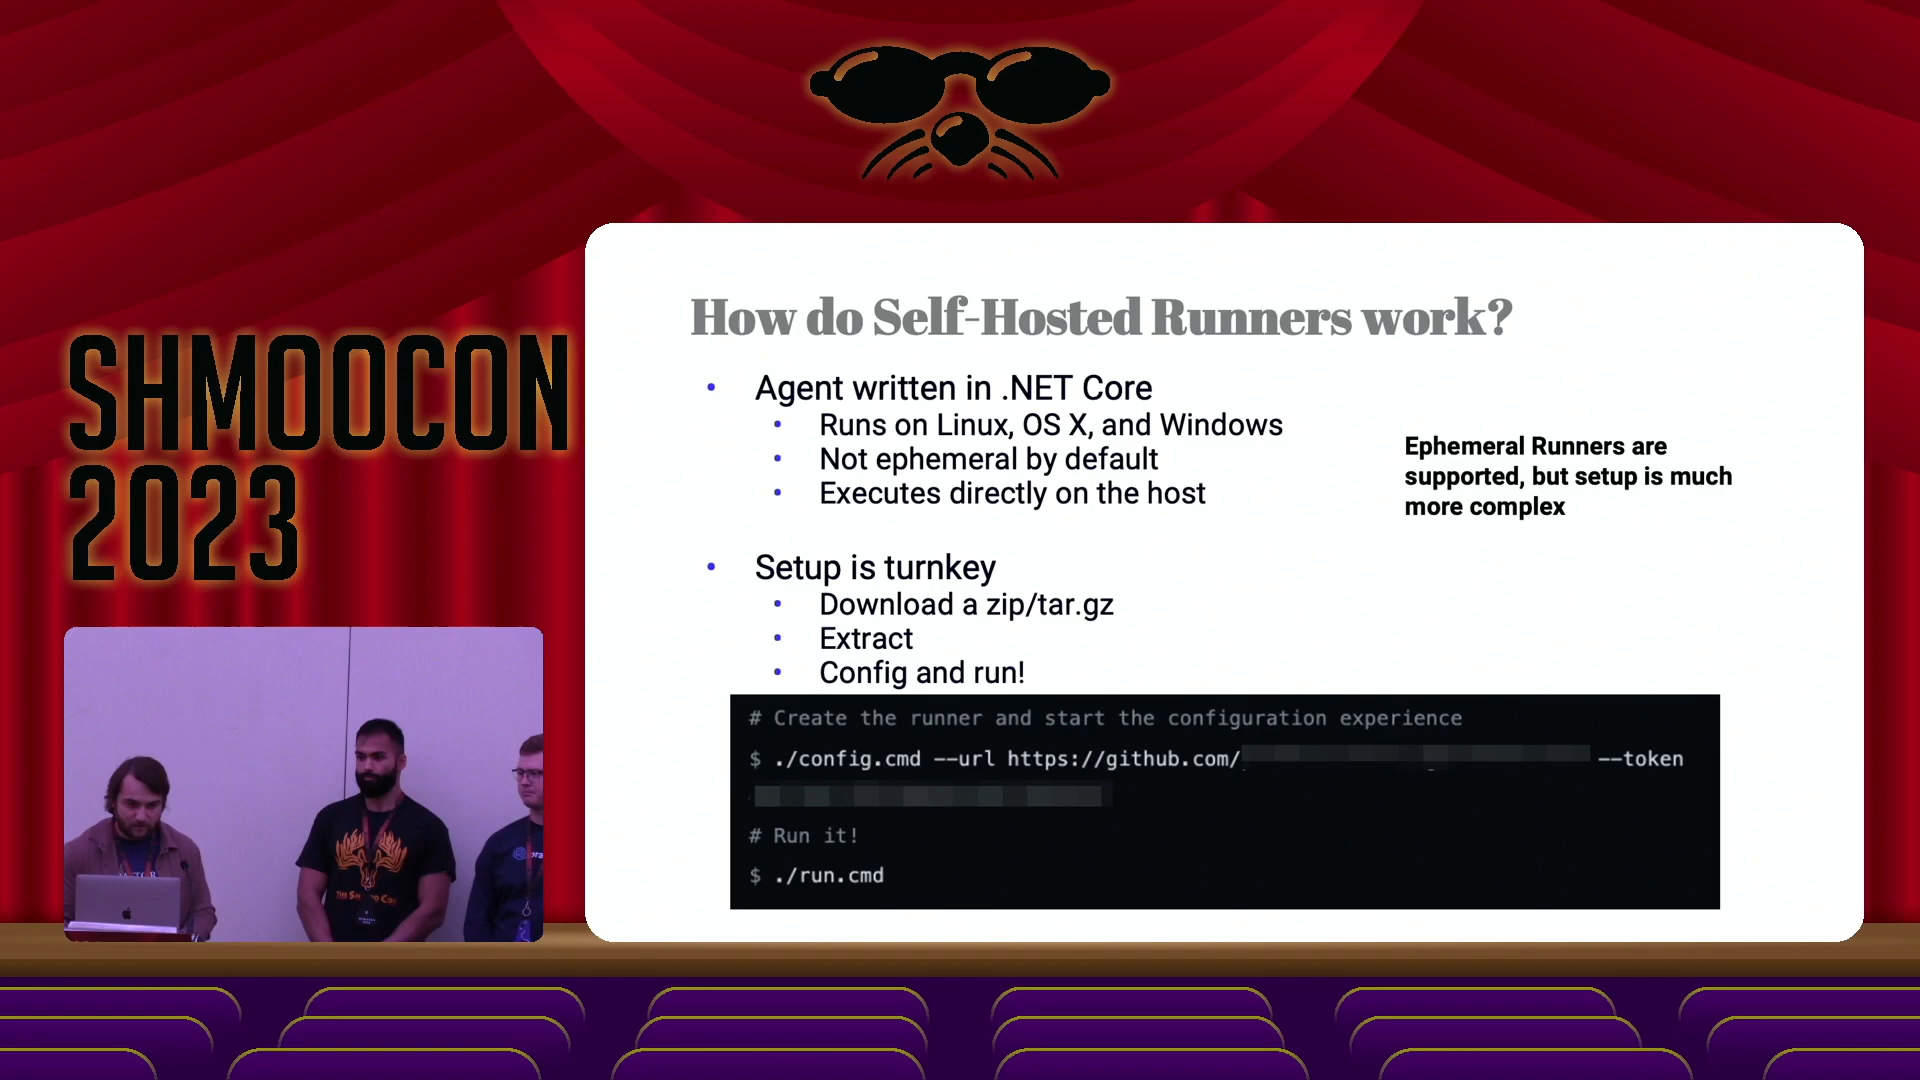 SHMOOCON
2023
How do Self-Hosted Runners work?
• Agent written in .NET Core
• Runs on Linux, OS X, and Windows
• Not ephemeral by default
• Executes directly on the host
Ephemeral Runners are
supported, but setup is much
more complex
• Setup is turnkey
• Download a zip/tar.gz
• Extract
• Config and run!
# Create the runner and start the configuration experience
$ ./config.cmd --url https://github.com/ --token
# Run it!
$ ./run.cmd